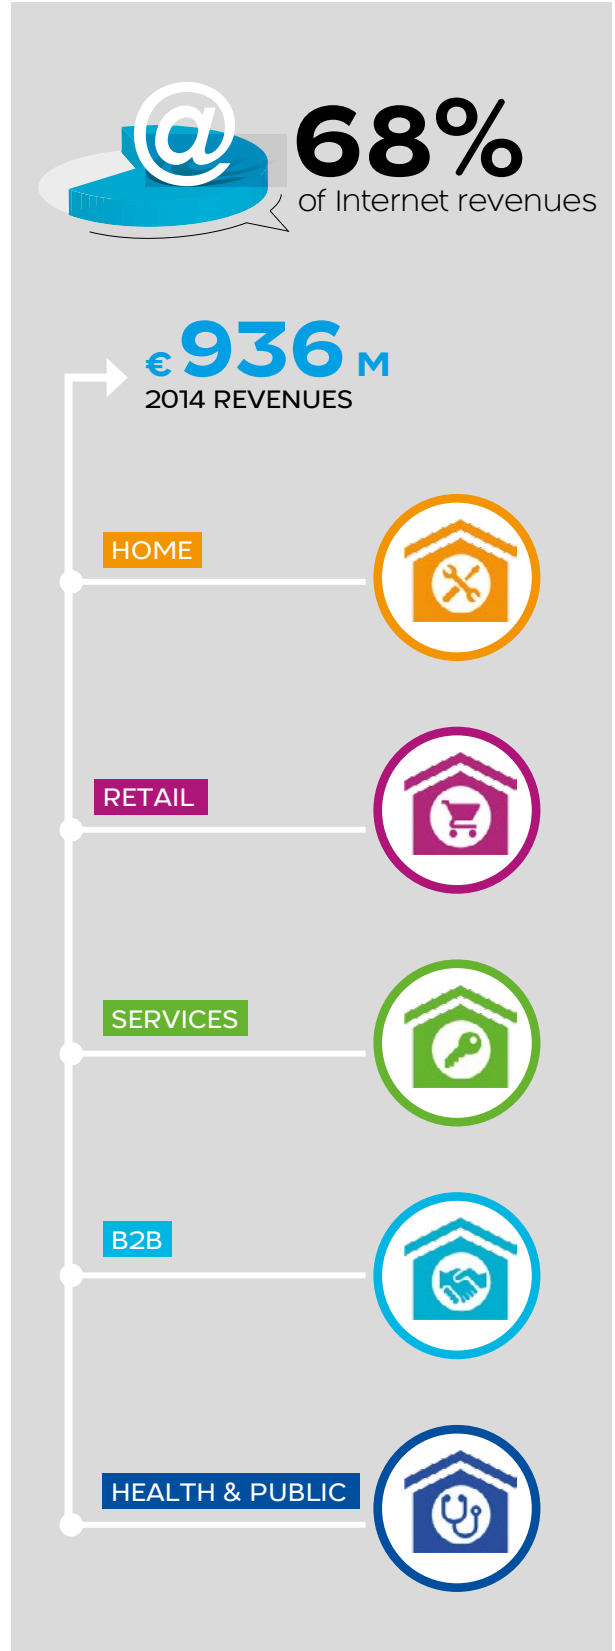 @ 68%
of Internet revenues
€ 936 M
2014 REVENUES
HOME
RETAIL
SERVICES
B2B
HEALTH & PUBLIC